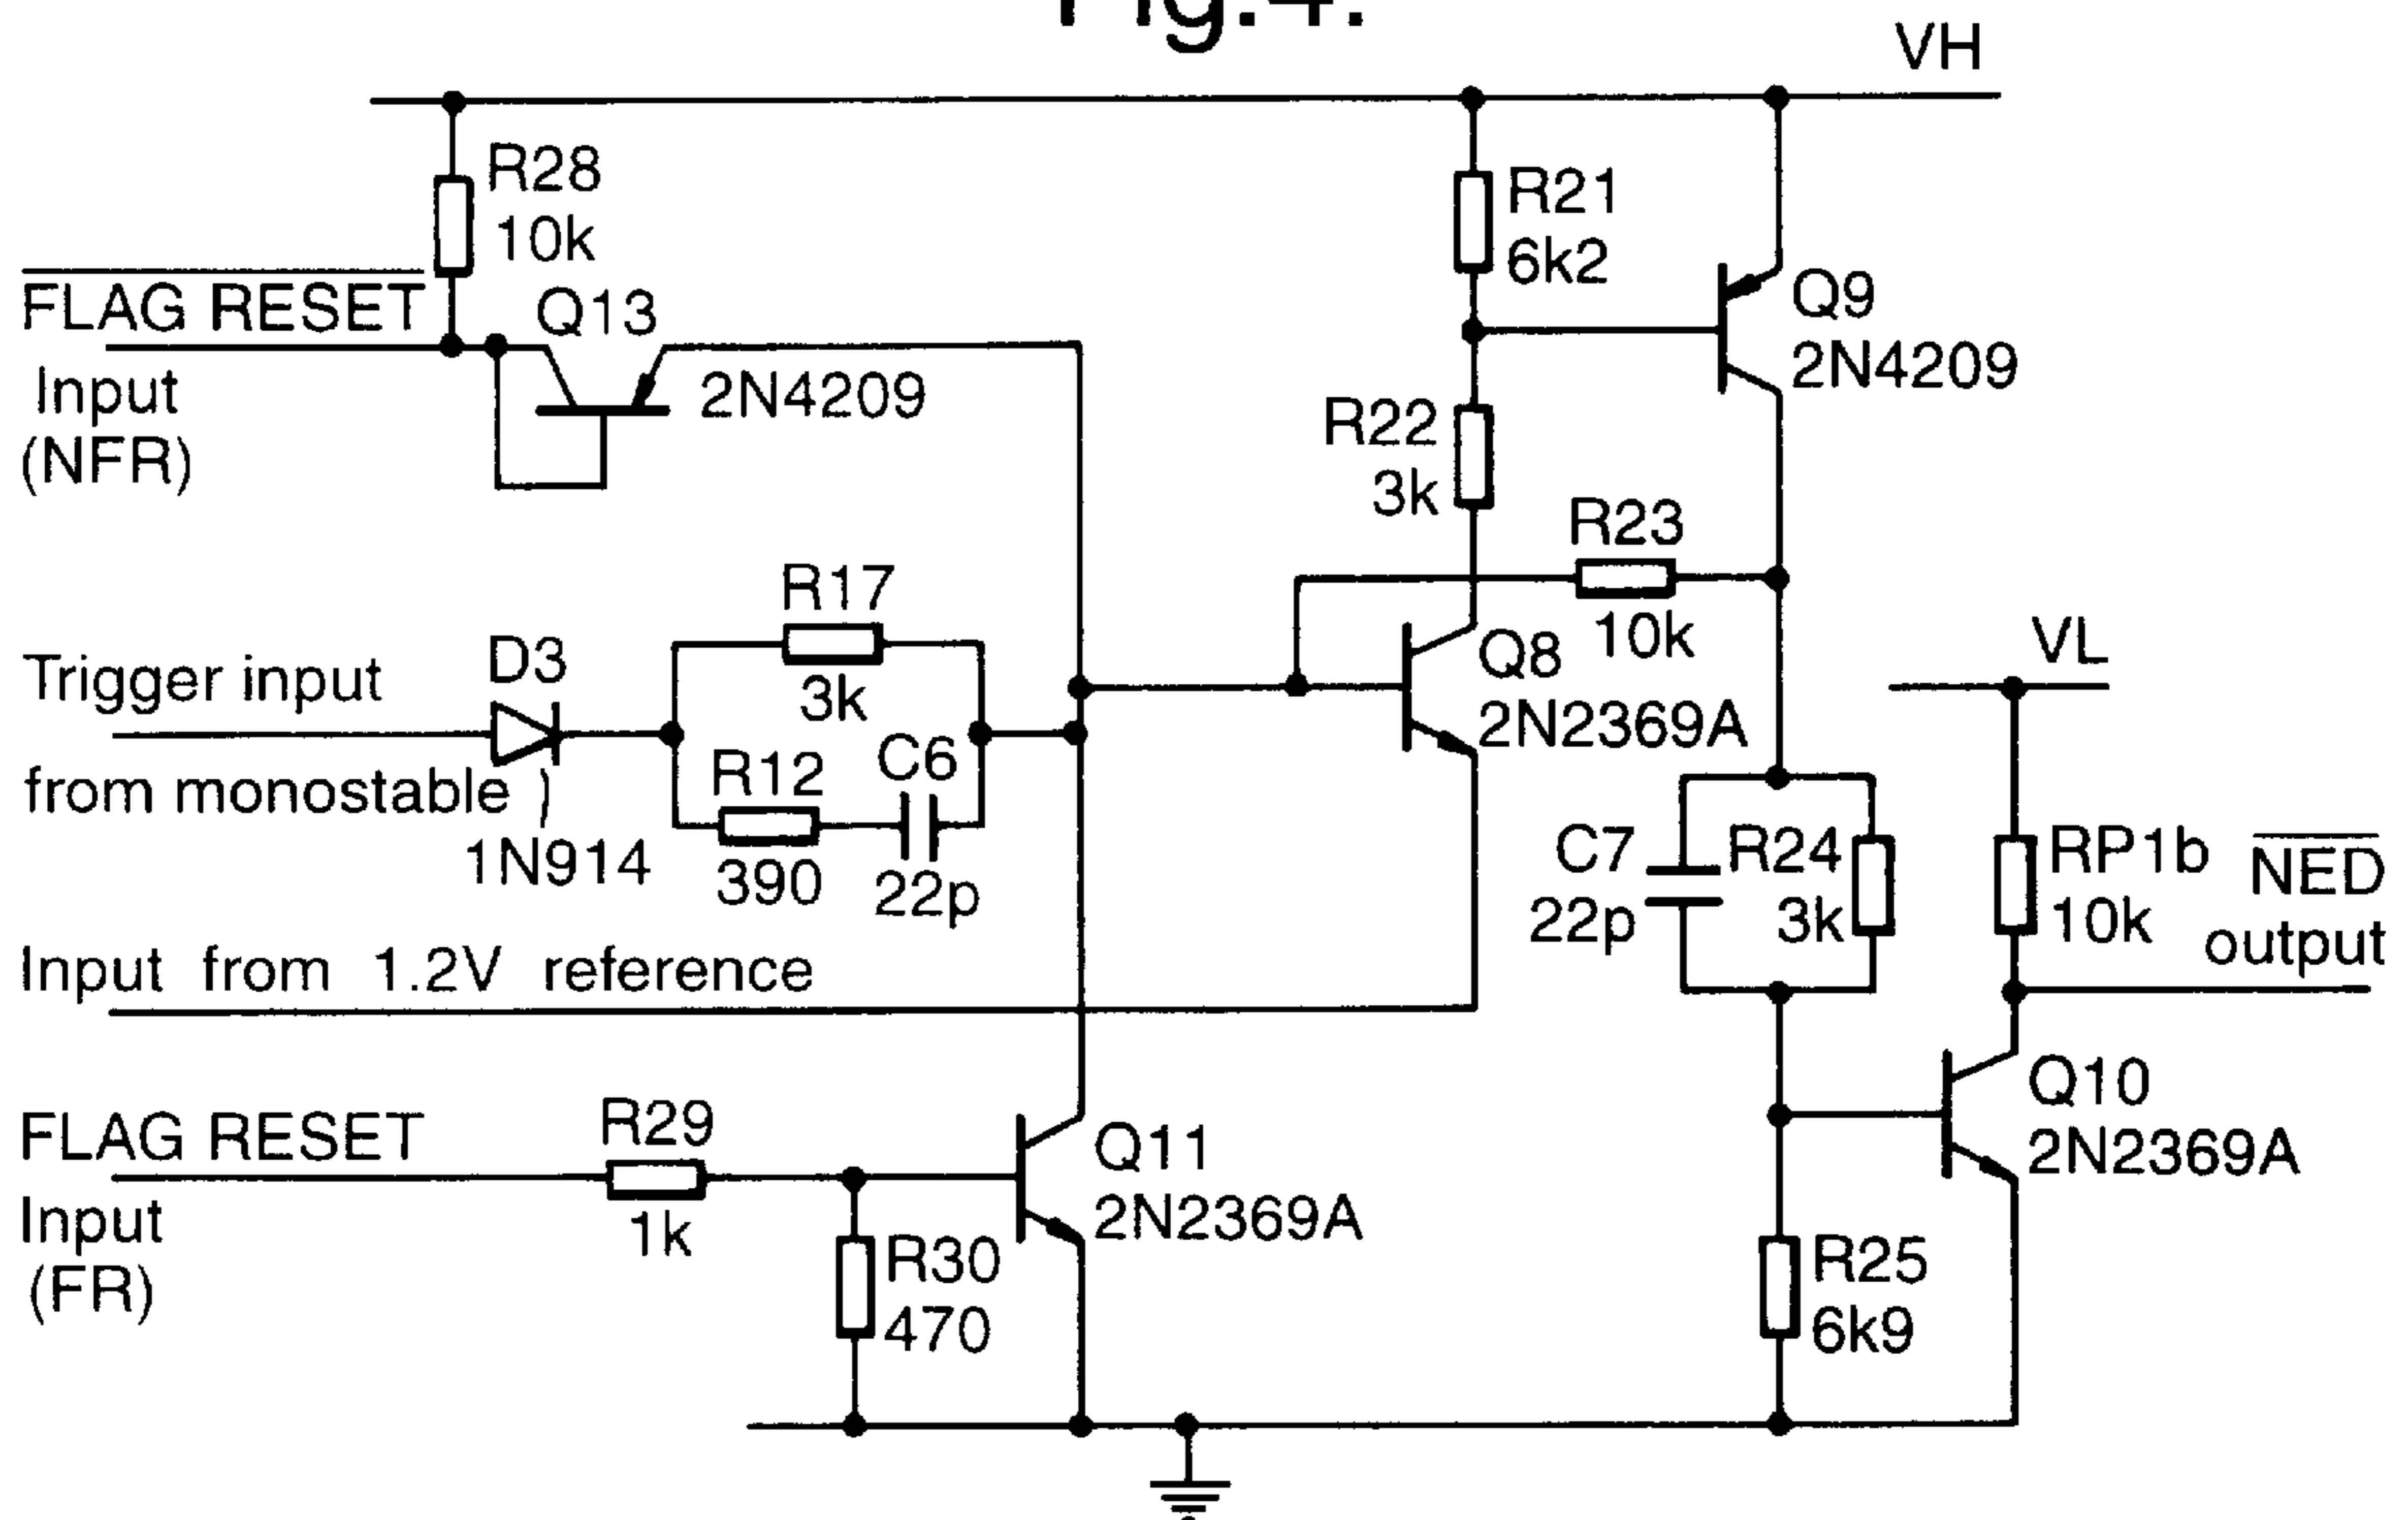 Fig.4.
VH
R28
10k
FLAG RESET
Input
(NFR)
Q13
2N4209
R21
6k2
Q9
2N4209
R22
3k
R23
10k
R17
3k
D3
Trigger input
from monostable
1N914
R12
390
C6
22p
Q8
2N2369A
VL
C7
22p
R24
3k
RP1b
10k
NED
output
Input from 1.2V reference
FLAG RESET
Input
(FR)
R29
1k
R30
470
Q11
2N2369A
Q10
2N2369A
R25
6k9